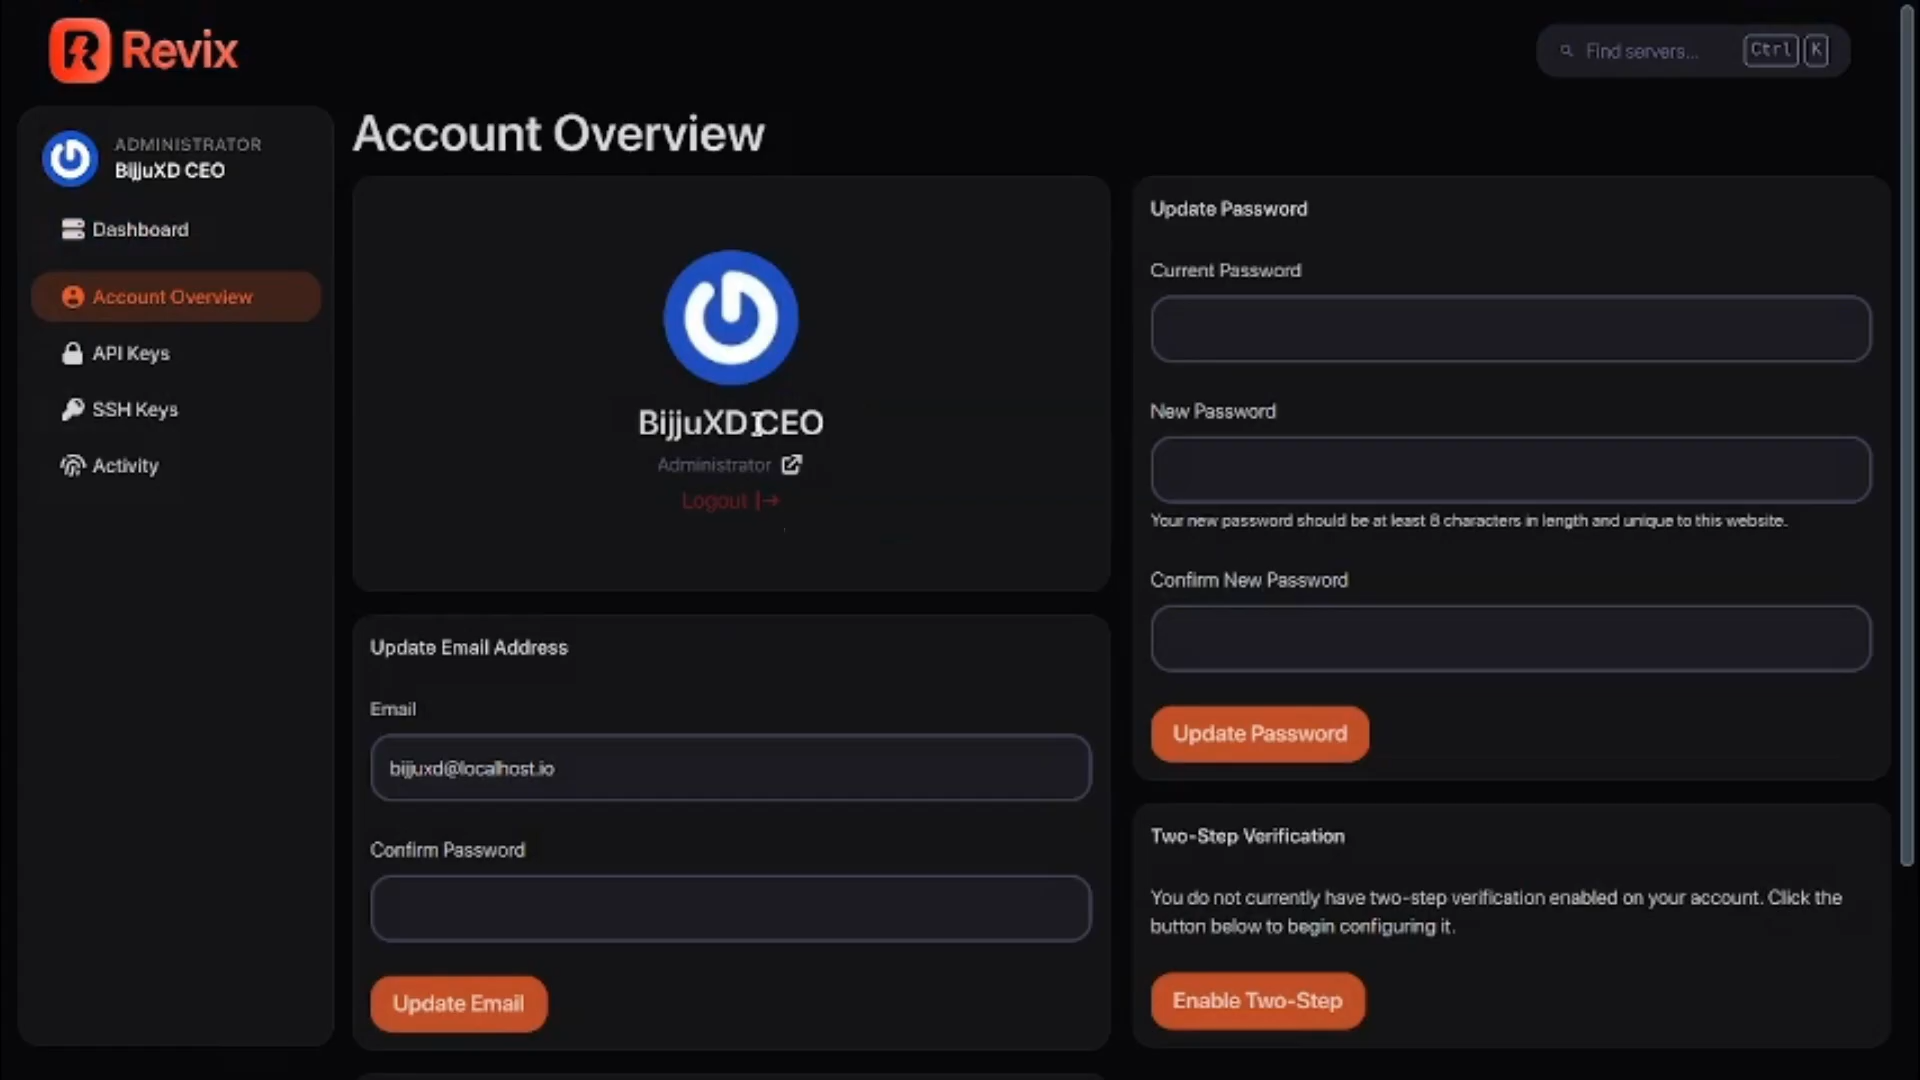 Revix
Find servers... Ctrl K
ADMINISTRATOR
BijjuXD CEO
Dashboard
Account Overview
API Keys
SSH Keys
Activity
Account Overview
BijjuXD CEO
Administrator
Logout
Update Email Address
Email
bijjuxd@localhost.io
Confirm Password
Update Email
Update Password
Current Password
New Password
Your new password should be at least 8 characters in length and unique to this website.
Confirm New Password
Update Password
Two-Step Verification
You do not currently have two-step verification enabled on your account. Click the
button below to begin configuring it.
Enable Two-Step